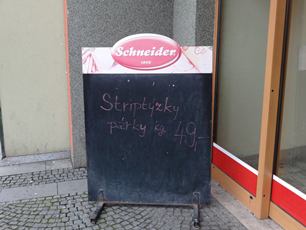 Schneider
Striptýzky
párky kg 49,-